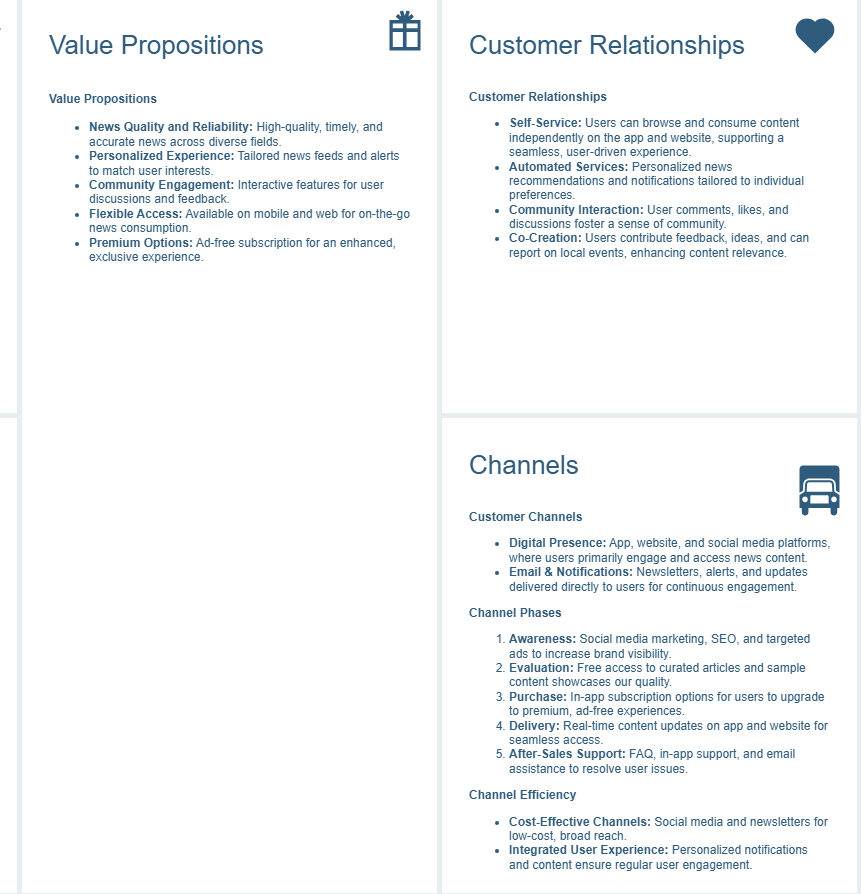 Value Propositions
Value Propositions
• News Quality and Reliability: High-quality, timely, and
accurate news across diverse fields.
• Personalized Experience: Tailored news feeds and alerts
to match user interests.
• Community Engagement: Interactive features for user
discussions and feedback.
• Flexible Access: Available on mobile and web for on-the-go
news consumption.
• Premium Options: Ad-free subscription for an enhanced,
exclusive experience.
Customer Relationships
Customer Relationships
• Self-Service: Users can browse and consume content
independently on the app and website, supporting a
seamless, user-driven experience.
• Automated Services: Personalized news
recommendations and notifications tailored to individual
preferences.
• Community Interaction: User comments, likes, and
discussions foster a sense of community.
• Co-Creation: Users contribute feedback, ideas, and can
report on local events, enhancing content relevance.
Channels
Customer Channels
• Digital Presence: App, website, and social media platforms,
where users primarily engage and access news content.
• Email & Notifications: Newsletters, alerts, and updates
delivered directly to users for continuous engagement.
Channel Phases
1. Awareness: Social media marketing, SEO, and targeted
ads to increase brand visibility.
2. Evaluation: Free access to curated articles and sample
content showcases our quality.
3. Purchase: In-app subscription options for users to upgrade
to premium, ad-free experiences.
4. Delivery: Real-time content updates on app and website for
seamless access.
5. After-Sales Support: FAQ, in-app support, and email
assistance to resolve user issues.
Channel Efficiency
• Cost-Effective Channels: Social media and newsletters for
low-cost, broad reach.
• Integrated User Experience: Personalized notifications
and content ensure regular user engagement.